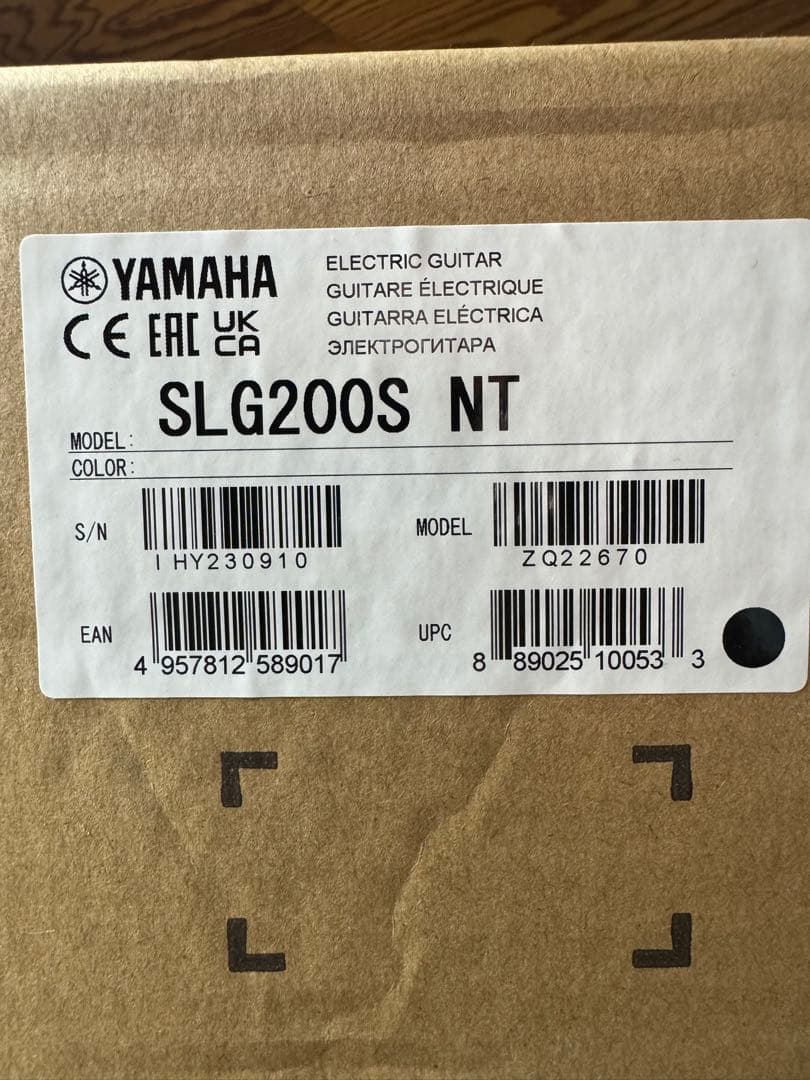 YAMAHA
CE EAC UK CA
ELECTRIC GUITAR
GUITARE ÉLECTRIQUE
GUITARRA ELÉCTRICA
ЭЛЕКТРОГИТАРА
MODEL: SLG200S NT
COLOR:
S/N
IHY230910
MODEL
ZQ22670
EAN
4 957812 589017
UPC
8 89025 10053 3